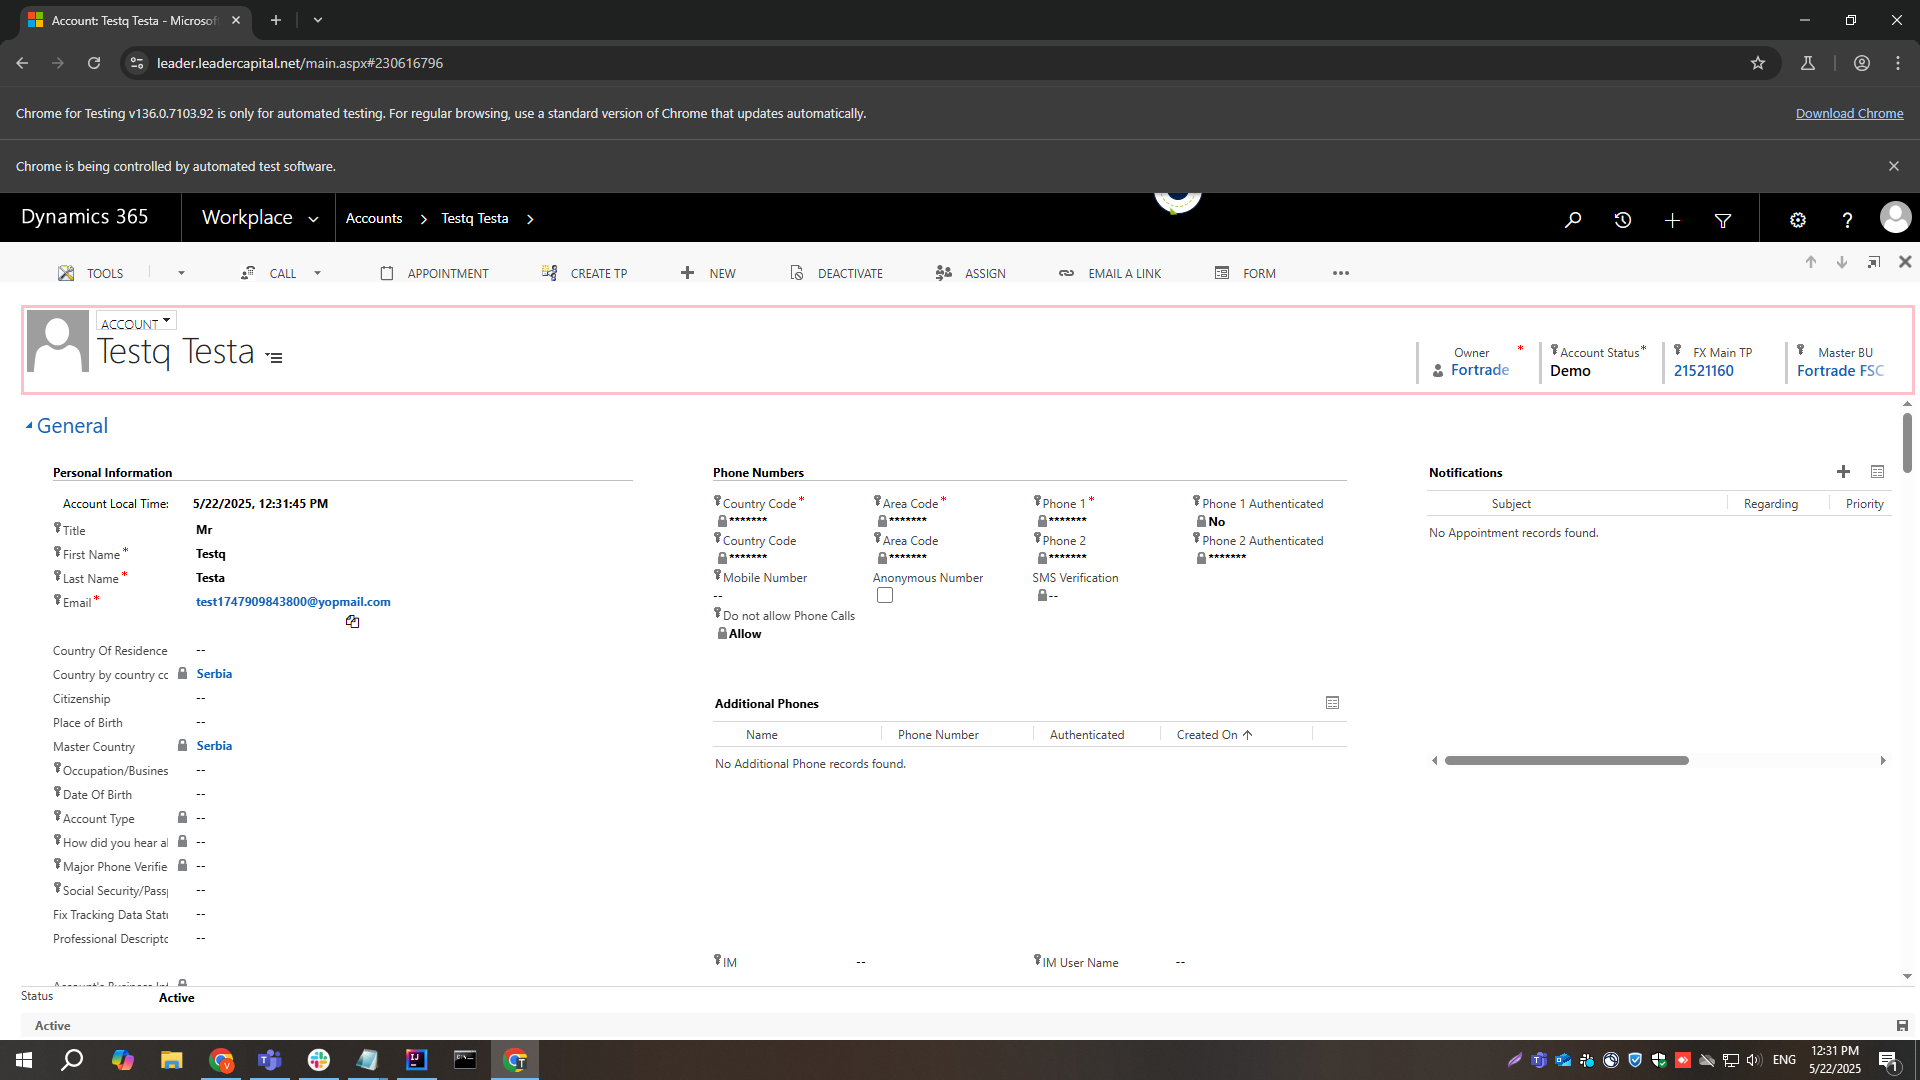 Account: Testq Testa - Microsof
leader.leadercapital.net/main.aspx#230616796
Chrome for Testing v136.0.7103.92 is only for automated testing. For regular browsing, use a standard version of Chrome that updates automatically.
Download Chrome
Chrome is being controlled by automated test software.
Dynamics 365
Workplace
Accounts
Testq Testa
?
TOOLS
CALL
APPOINTMENT
CREATE TP
NEW
DEACTIVATE
ASSIGN
EMAIL A LINK
FORM
ACCOUNT
Testq Testa
Owner *
Fortrade
Account Status*
Demo
FX Main TP
21521160
Master BU
Fortrade FSC
General
Personal Information
Account Local Time: 5/22/2025, 12:31:45 PM
Title Mr
First Name* Testq
Last Name* Testa
Email* test1747909843800@yopmail.com
Country Of Residence --
Country by country cc Serbia
Citizenship --
Place of Birth --
Master Country Serbia
Occupation/Busines --
Date Of Birth --
Account Type --
How did you hear a --
Major Phone Verifie --
Social Security/Pass --
Fix Tracking Data Statu --
Professional Descriptc --
Phone Numbers
Country Code* Area Code* Phone 1* Phone 1 Authenticated
******* ******* ******* No
Country Code Area Code Phone 2 Phone 2 Authenticated
******* ******* ******* *******
Mobile Number Anonymous Number SMS Verification
-- --
Do not allow Phone Calls
Allow
Additional Phones
Name Phone Number Authenticated Created On
No Additional Phone records found.
IM -- IM User Name --
Notifications
Subject Regarding Priority
No Appointment records found.
Status Active
Active
ENG
12:31 PM
5/22/2025
1